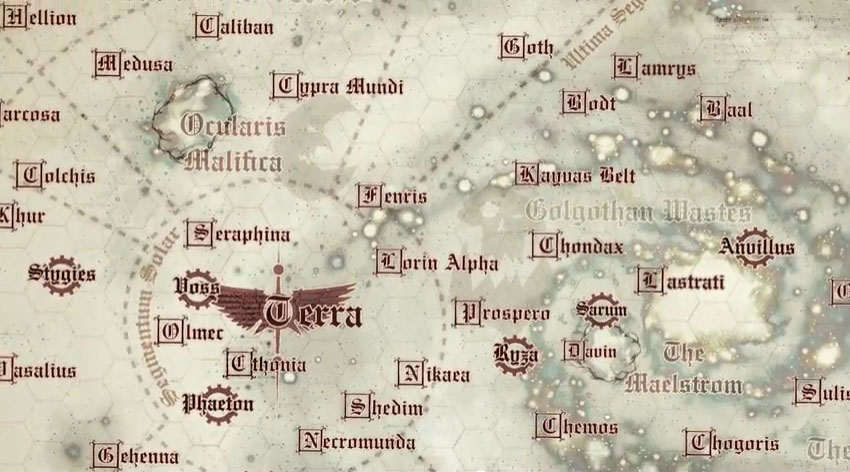 Hellion
Caliban
Goth
Ultima Seg
Medusa
Cypra Mundi
Lamrys
arcosa
Bodt
Baal
Ocularis
Malifica
Colchis
Fenris
Kayvas Belt
Khur
Golgothan Wastes
Seraphina
Lorin Alpha
Chondax
Anvillus
Stygies
Voss
Lastrati
Segmentum Solar
Terra
Prospero
Sarum
Olmec
Ryza
Davin
The
Maelstrom
Vasalius
Cthonia
Nikaea
Sulis
Phaeton
Shedim
Chemos
Gehenna
Necromunda
Chogoris
The